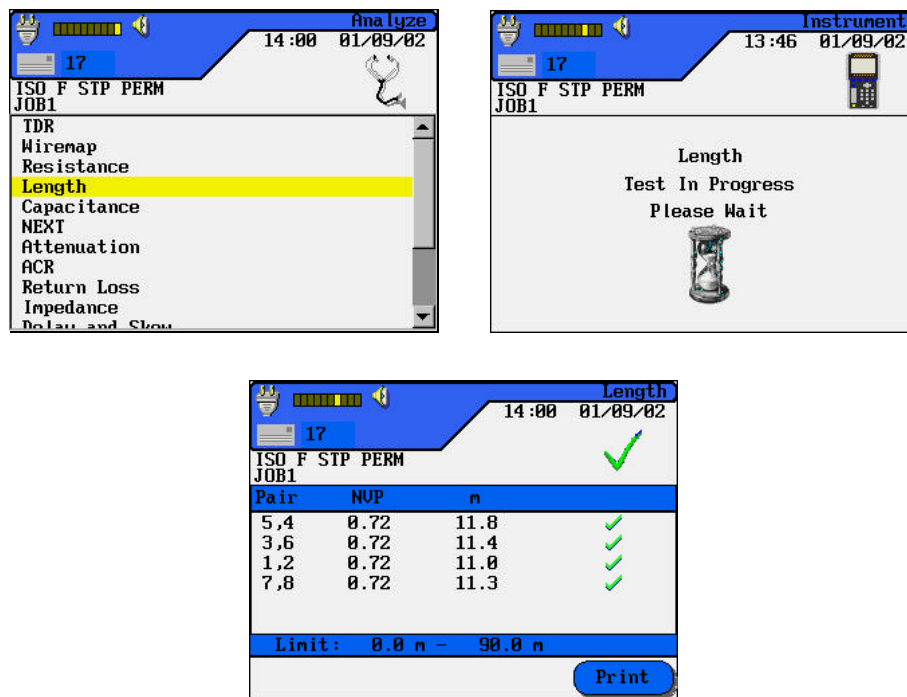 Analyze
14:00 01/09/02
17
ISO F STP PERM
JOB1
TDR
Wiremap
Resistance
Length
Capacitance
NEXT
Attenuation
ACR
Return Loss
Impedance
Delay and Skew
Instrument
13:46 01/09/02
17
ISO F STP PERM
JOB1
Length
Test In Progress
Please Wait
Length
14:00 01/09/02
17
ISO F STP PERM
JOB1
Pair NVP m
5,4 0.72 11.8
3,6 0.72 11.4
1,2 0.72 11.0
7,8 0.72 11.3
Limit: 0.0 m - 90.0 m
Print